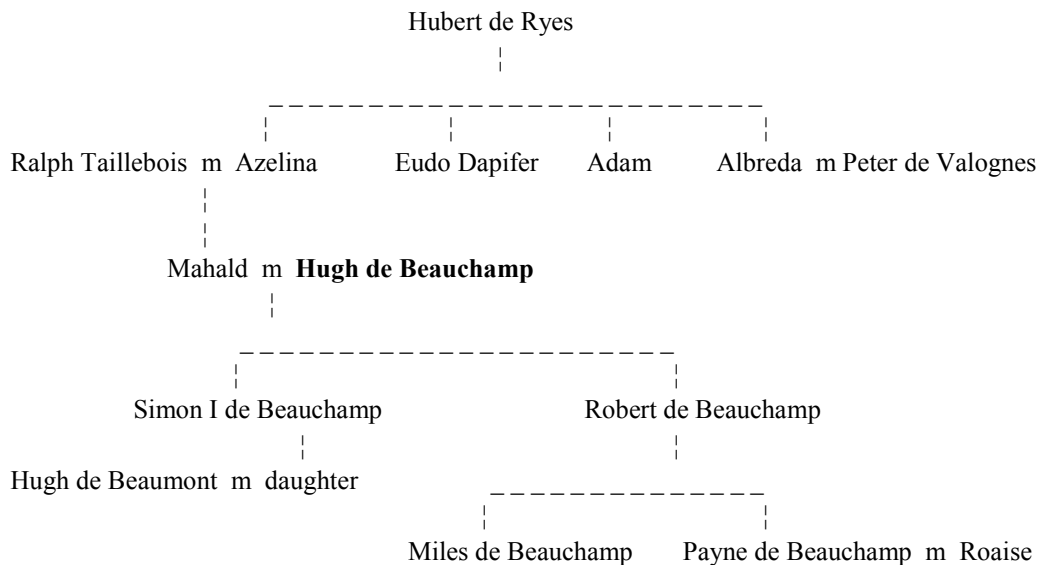 Hubert de Ryes
Ralph Taillebois m Azelina Eudo Dapifer Adam Albreda m Peter de Valognes
Mahald m Hugh de Beauchamp
Simon I de Beauchamp Robert de Beauchamp
Hugh de Beaumont m daughter
Miles de Beauchamp Payne de Beauchamp m Roaise